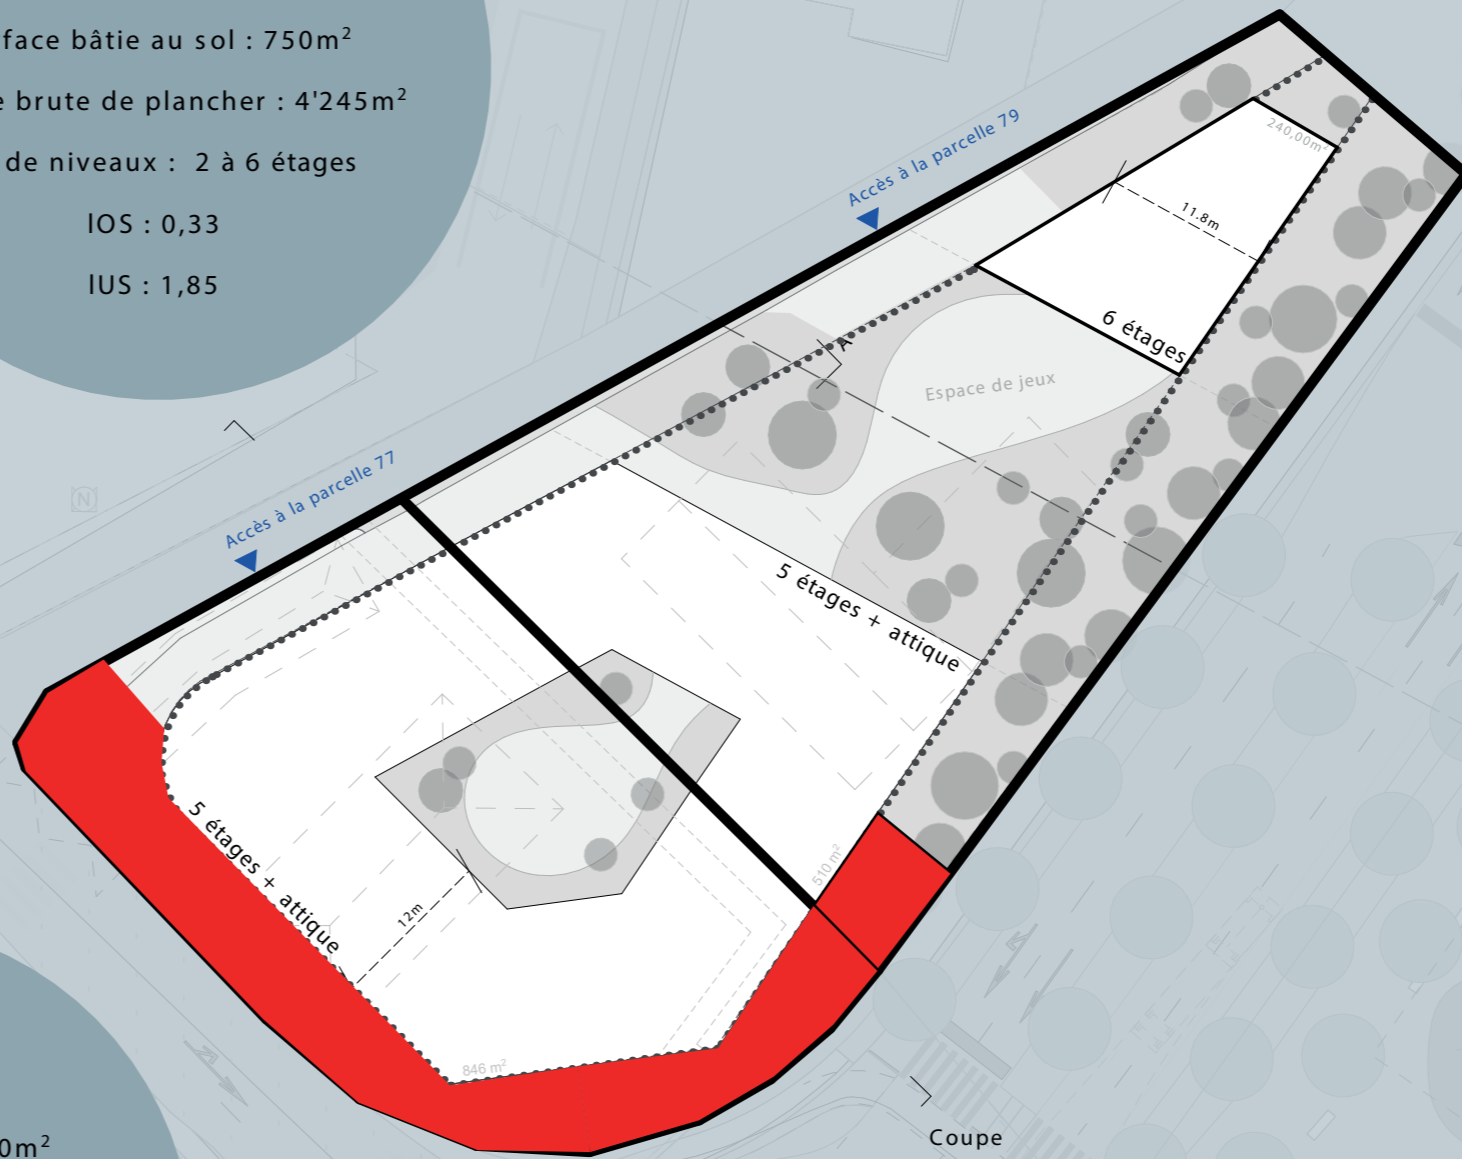 face bâtie au sol : 750m²
e brute de plancher : 4'245m²
de niveaux : 2 à 6 étages
IOS : 0,33
IUS : 1,85
Accès à la parcelle 79
240,00m²
11.8m
6 étages
A
Espace de jeux
Accès à la parcelle 77
N
5 étages + attique
510 m²
5 étages + attique
12m
846 m²
Coupe
0m²